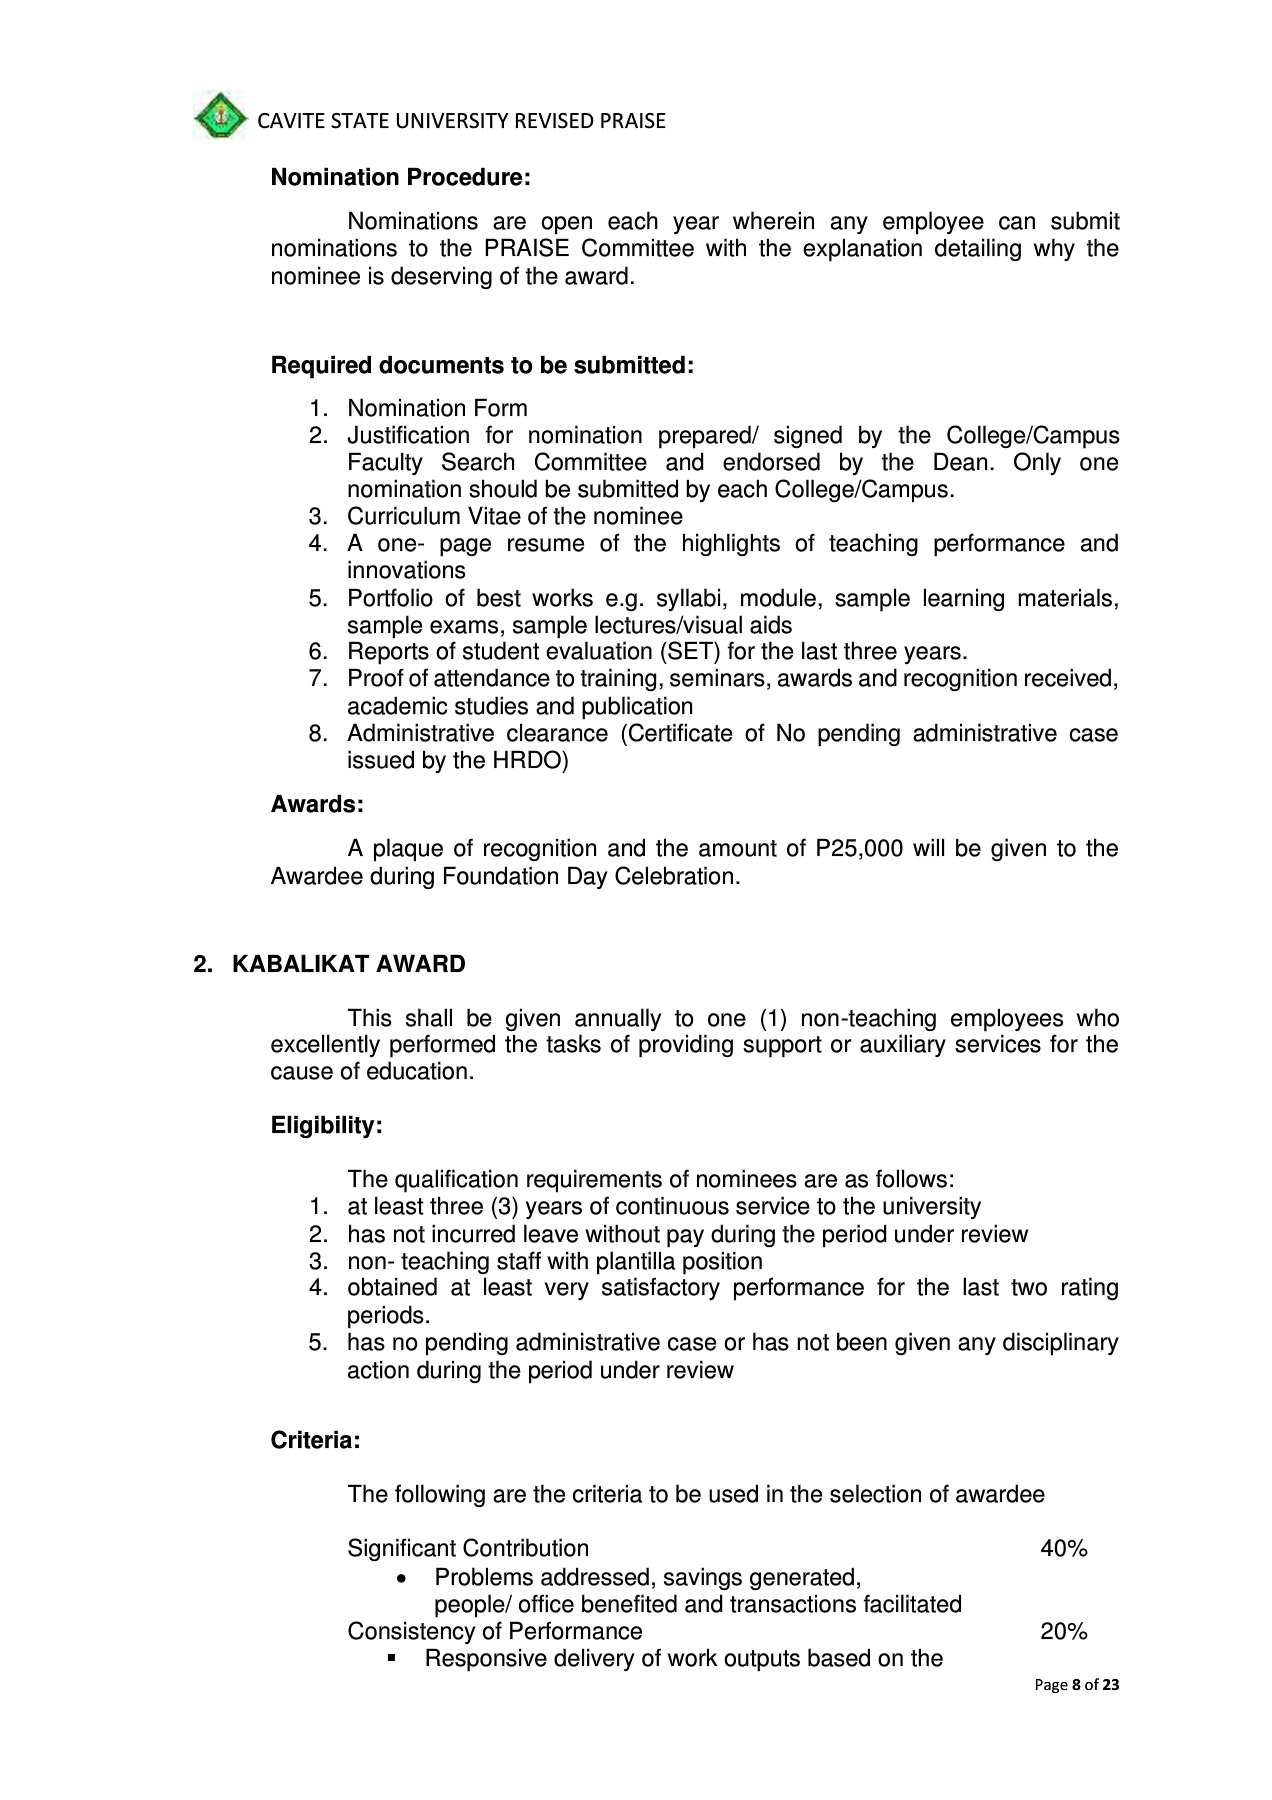 CAVITE STATE UNIVERSITY REVISED PRAISE
Nomination Procedure:
Nominations are open each year wherein any employee can submit
nominations to the PRAISE Committee with the explanation detailing why the
nominee is deserving of the award.
Required documents to be submitted:
1. Nomination Form
2. Justification for nomination prepared/ signed by the College/Campus
Faculty Search Committee and endorsed by the Dean. Only one
nomination should be submitted by each College/Campus.
3. Curriculum Vitae of the nominee
4. A one- page resume of the highlights of teaching performance and
innovations
5. Portfolio of best works e.g. syllabi, module, sample learning materials,
sample exams, sample lectures/visual aids
6. Reports of student evaluation (SET) for the last three years.
7. Proof of attendance to training, seminars, awards and recognition received,
academic studies and publication
8. Administrative clearance (Certificate of No pending administrative case
issued by the HRDO)
Awards:
A plaque of recognition and the amount of P25,000 will be given to the
Awardee during Foundation Day Celebration.
2. KABALIKAT AWARD
This shall be given annually to one (1) non-teaching employees who
excellently performed the tasks of providing support or auxiliary services for the
cause of education.
Eligibility:
The qualification requirements of nominees are as follows:
1. at least three (3) years of continuous service to the university
2. has not incurred leave without pay during the period under review
3. non- teaching staff with plantilla position
4. obtained at least very satisfactory performance for the last two rating
periods.
5. has no pending administrative case or has not been given any disciplinary
action during the period under review
Criteria:
The following are the criteria to be used in the selection of awardee
Significant Contribution 40%
• Problems addressed, savings generated,
people/ office benefited and transactions facilitated
Consistency of Performance 20%
▪ Responsive delivery of work outputs based on the
Page 8 of 23